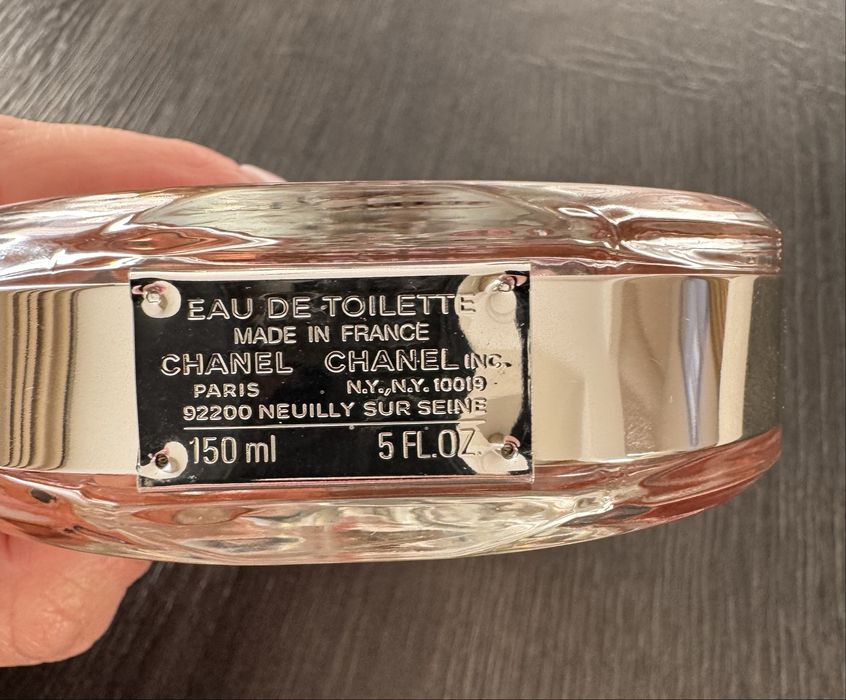 EAU DE TOILETTE
MADE IN FRANCE
CHANEL CHANEL INC.
PARIS N.Y., N.Y. 10019
92200 NEUILLY SUR SEINE
150 ml 5 FL.OZ.